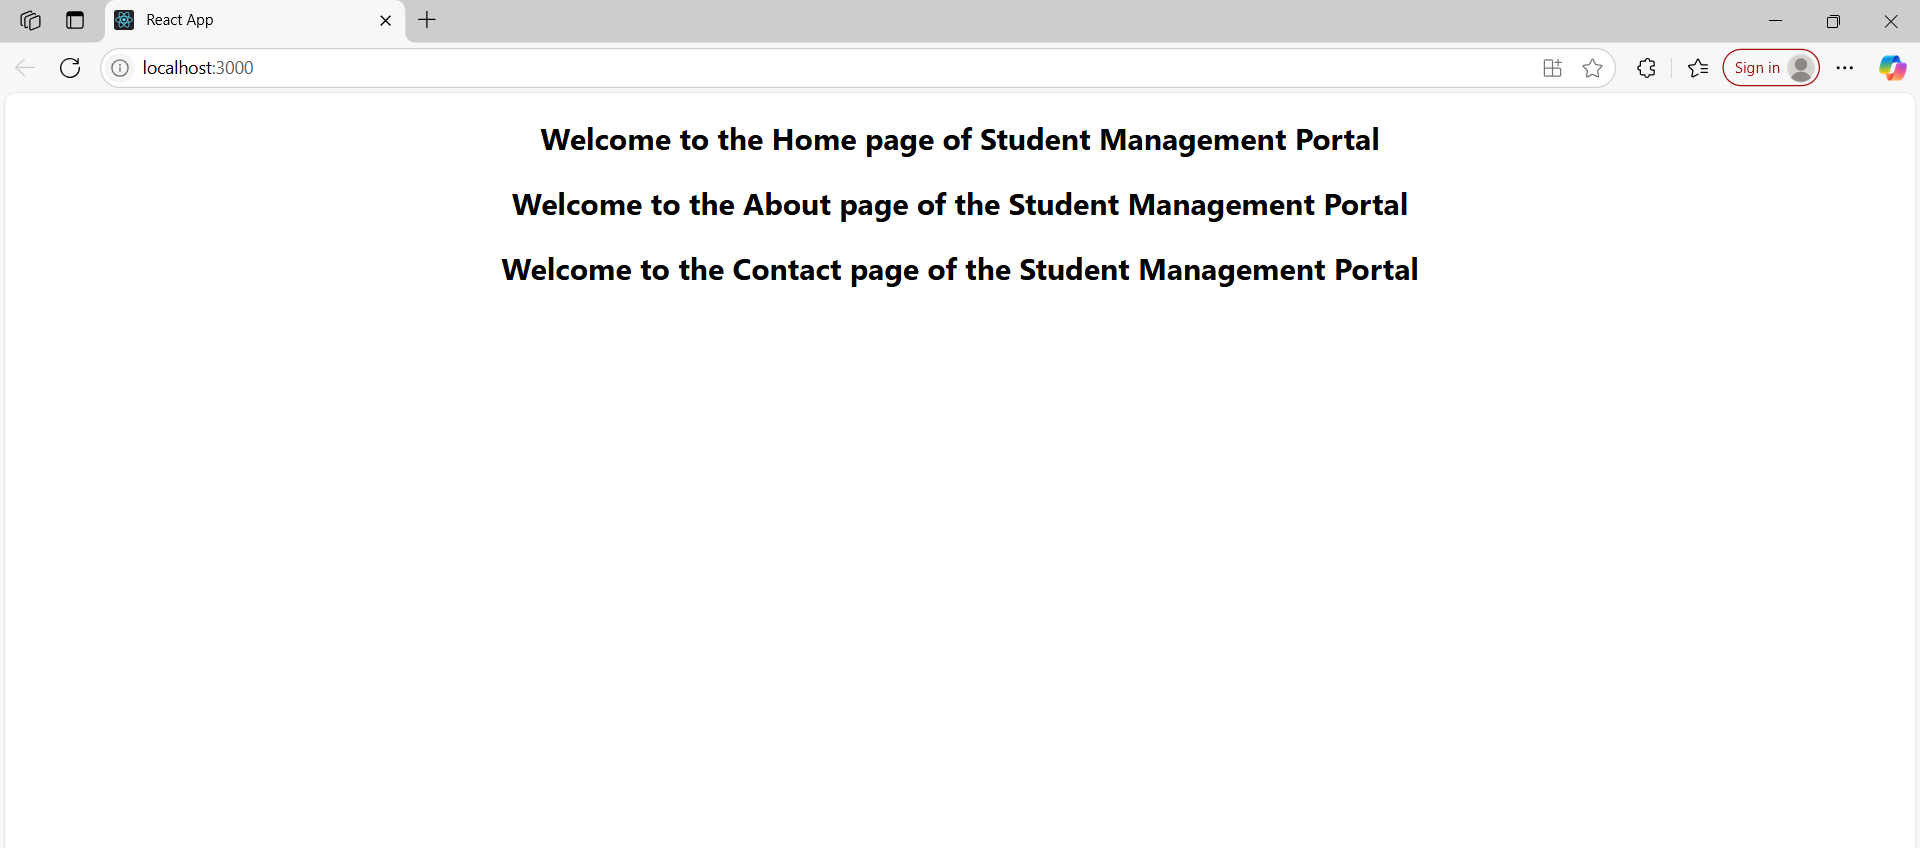 React App
localhost:3000
Sign in
Welcome to the Home page of Student Management Portal
Welcome to the About page of the Student Management Portal
Welcome to the Contact page of the Student Management Portal